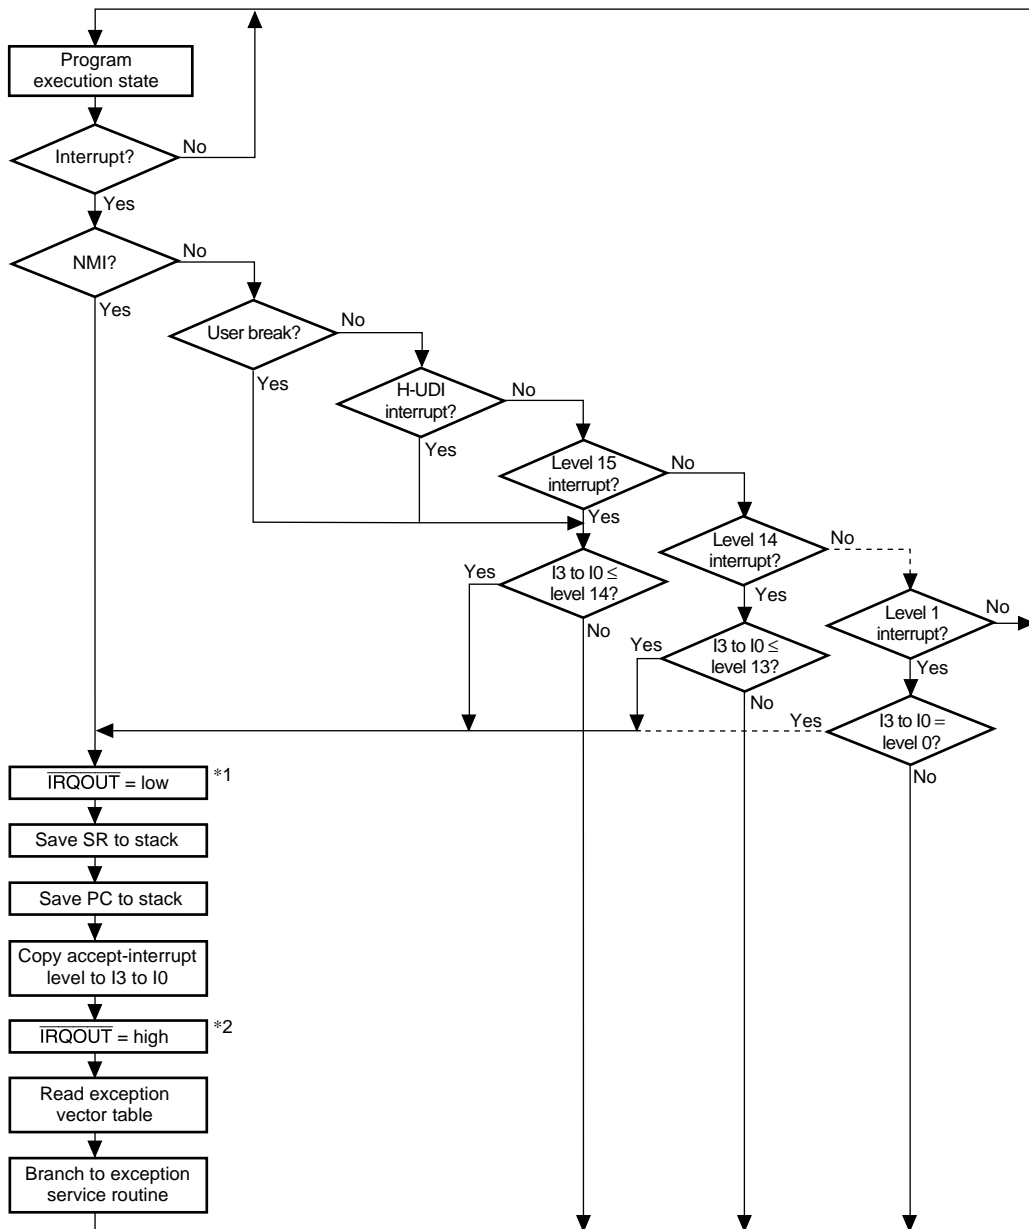 Program
execution state
Interrupt?
No
Yes
NMI?
No
Yes
User break?
No
Yes
H-UDI
interrupt?
No
Yes
Level 15
interrupt?
No
Yes
Level 14
interrupt?
No
Yes
I3 to I0 ≤
level 14?
Yes
No
Level 1
interrupt?
No
Yes
I3 to I0 ≤
level 13?
Yes
No
I3 to I0 =
level 0?
Yes
No
IRQOUT = low
*1
Save SR to stack
Save PC to stack
Copy accept-interrupt
level to I3 to I0
IRQOUT = high
*2
Read exception
vector table
Branch to exception
service routine